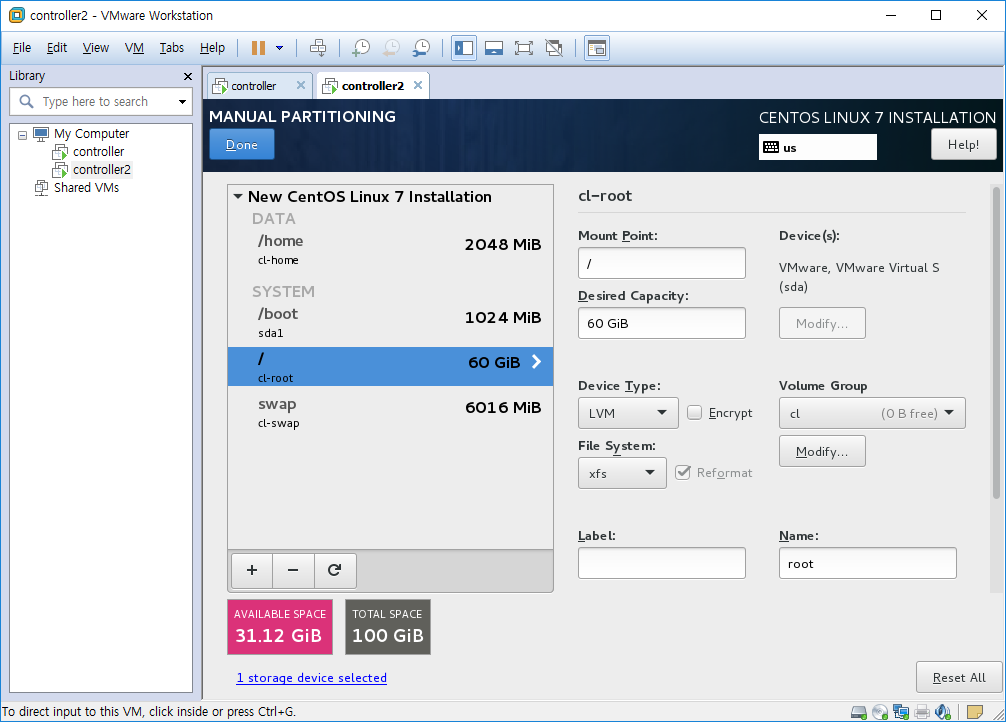 controller2 - VMware Workstation
File Edit View VM Tabs Help
Library
Type here to search
My Computer
controller
controller2
Shared VMs
controller
controller2
MANUAL PARTITIONING
Done
CENTOS LINUX 7 INSTALLATION
us
Help!
New CentOS Linux 7 Installation
DATA
/home 2048 MiB
cl-home
SYSTEM
/boot 1024 MiB
sda1
/ 60 GiB
cl-root
swap 6016 MiB
cl-swap
+ −
AVAILABLE SPACE
31.12 GiB
TOTAL SPACE
100 GiB
1 storage device selected
cl-root
Mount Point:
/
Desired Capacity:
60 GiB
Device(s):
VMware, VMware Virtual S
(sda)
Modify...
Device Type:
LVM
Encrypt
Volume Group
cl (0 B free)
Modify...
File System:
xfs
Reformat
Label:
Name:
root
Reset All
To direct input to this VM, click inside or press Ctrl+G.